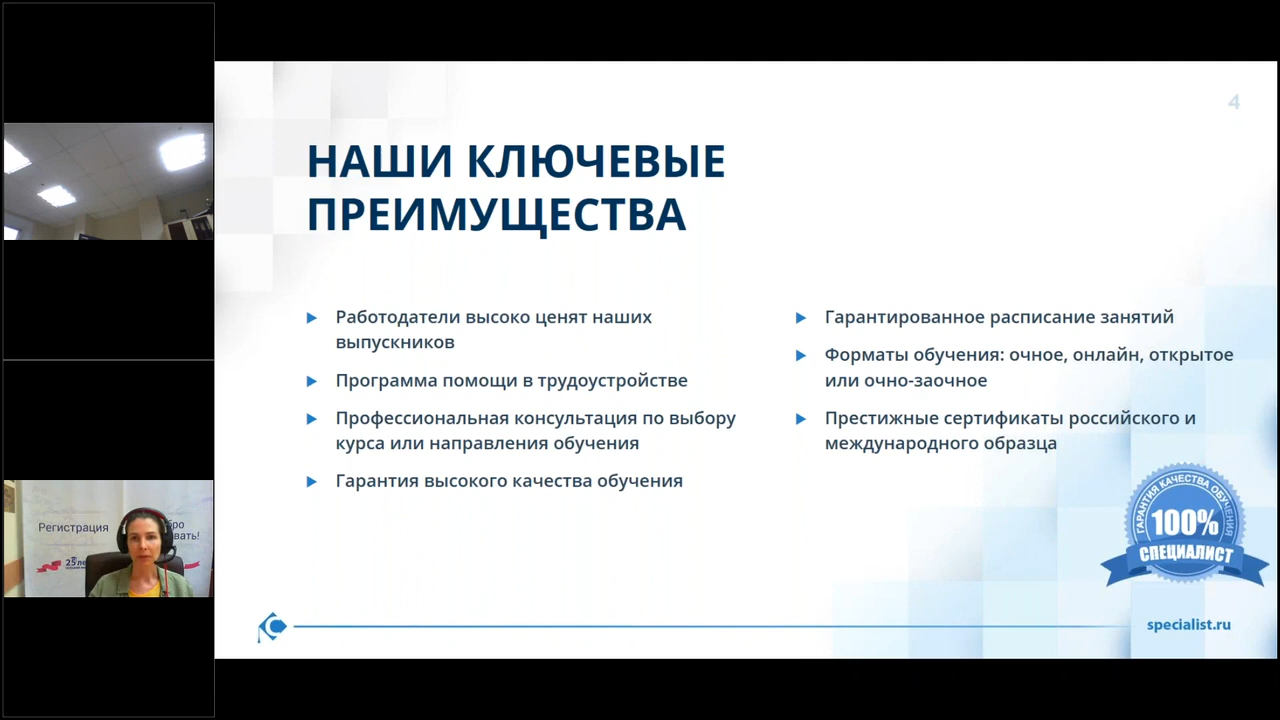 4
НАШИ КЛЮЧЕВЫЕ
ПРЕИМУЩЕСТВА
Работодатели высоко ценят наших
выпускников
Программа помощи в трудоустройстве
Профессиональная консультация по выбору
курса или направления обучения
Гарантия высокого качества обучения
Гарантированное расписание занятий
Форматы обучения: очное, онлайн, открытое
или очно-заочное
Престижные сертификаты российского и
международного образца
ГАРАНТИЯ КАЧЕСТВА ОБУЧЕНИЯ
100%
СПЕЦИАЛИСТ
specialist.ru
Регистрация
25 ле